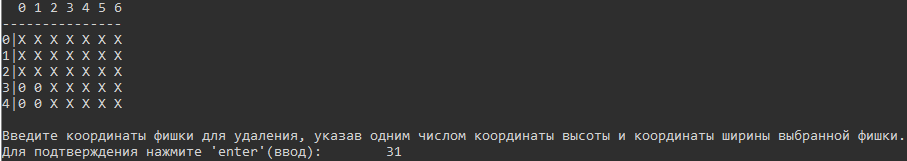 0 1 2 3 4 5 6
---------------
0|X X X X X X X
1|X X X X X X X
2|X X X X X X X
3|0 0 X X X X X
4|0 0 X X X X X
Введите координаты фишки для удаления, указав одним числом координаты высоты и координаты ширины выбранной фишки.
Для подтверждения нажмите 'enter'(ввод): 31